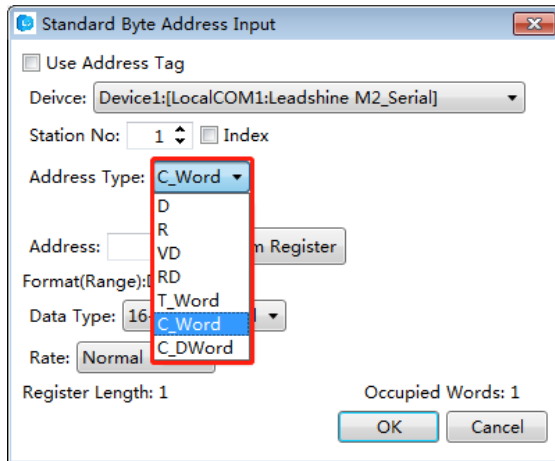 Standard Byte Address Input
Use Address Tag
Deivce: Device1:[LocalCOM1:Leadshine M2_Serial]
Station No: 1 Index
Address Type: C_Word
D
R
VD
RD
T_Word
C_Word
C_DWord
Address: Register
Format(Range):
Data Type: 16-
Rate: Normal
Register Length: 1 Occupied Words: 1
OK Cancel